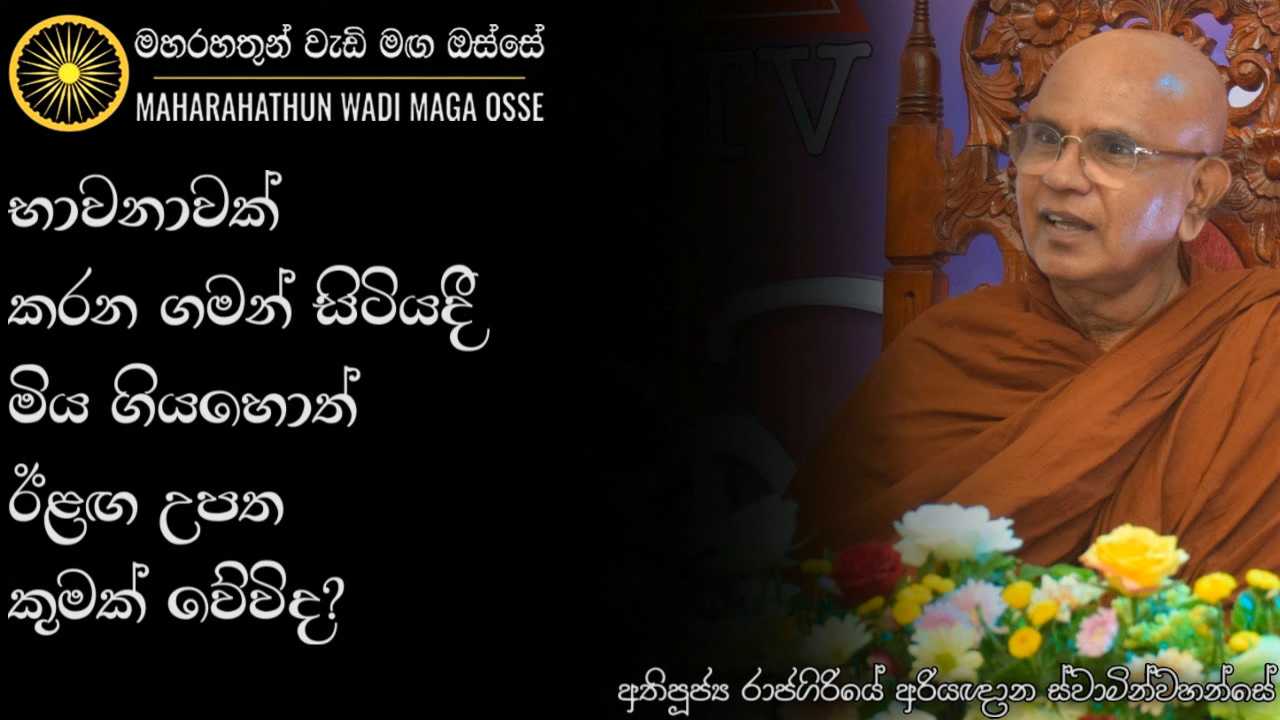 මහරහතුන් වැඩි මඟ ඔස්සේ
MAHARAHATHUN WADI MAGA OSSE
භාවනාවක්
කරන ගමන් සිටියදී
මිය ගියහොත්
ඊළඟ උපත
කුමක් වේවිද?
TV
අතිපූජ්‍ය රාජගිරියේ අරියඥාන ස්වාමින්වහන්සේ